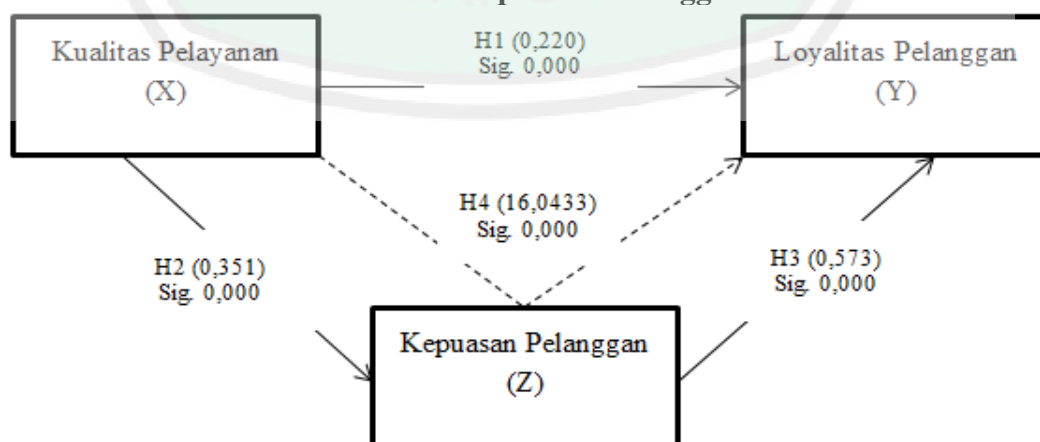 Kualitas Pelayanan
(X)
H1 (0,220)
Sig. 0,000
Loyalitas Pelanggan
(Y)
H4 (16,0433)
Sig. 0,000
H2 (0,351)
Sig. 0,000
H3 (0,573)
Sig. 0,000
Kepuasan Pelanggan
(Z)